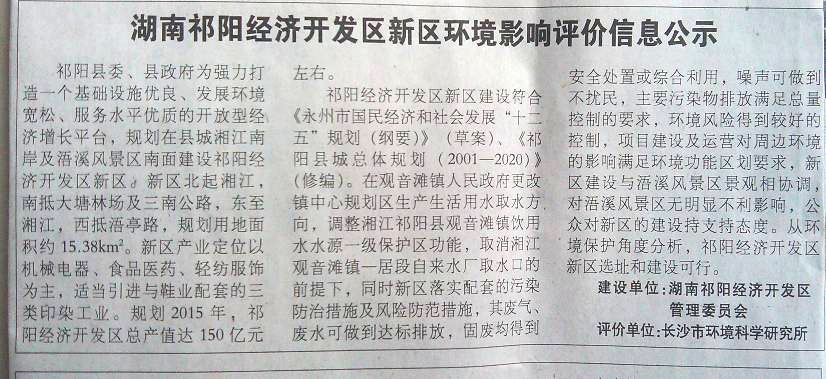 湖南祁阳经济开发区新区环境影响评价信息公示
祁阳县委、县政府为强力打
造一个基础设施优良、发展环境
宽松、服务水平优质的开放型经
济增长平台，规划在县城湘江南
岸及浯溪风景区南面建设祁阳经
济开发区新区。新区北起湘江，
南抵大塘林场及三南公路，东至
湘江，西抵浯亭路，规划用地面
积约 15.38km²。新区产业定位以
机械电器、食品医药、轻纺服饰
为主，适当引进与鞋业配套的三
类印染工业。规划 2015 年，祁
阳经济开发区总产值达 150 亿元
左右。
祁阳经济开发区新区建设符合
《永州市国民经济和社会发展“十二
五”规划（纲要）》（草案）、《祁
阳县城总体规划（2001—2020）》
（修编）。在观音滩镇人民政府更改
镇中心规划区生产生活用水取水方
向，调整湘江祁阳县观音滩镇饮用
水水源一级保护区功能，取消湘江
观音滩镇一居段自来水厂取水口的
前提下，同时新区落实配套的污染
防治措施及风险防范措施，其废气、
废水可做到达标排放，固废均得到
安全处置或综合利用，噪声可做到
不扰民，主要污染物排放满足总量
控制的要求，环境风险得到较好的
控制，项目建设及运营对周边环境
的影响满足环境功能区划要求，新
区建设与浯溪风景区景观相协调，
对浯溪风景区无明显不利影响，公
众对新区的建设持支持态度。从环
境保护角度分析，祁阳经济开发区
新区选址和建设可行。
建设单位:湖南祁阳经济开发区
管理委员会
评价单位:长沙市环境科学研究所